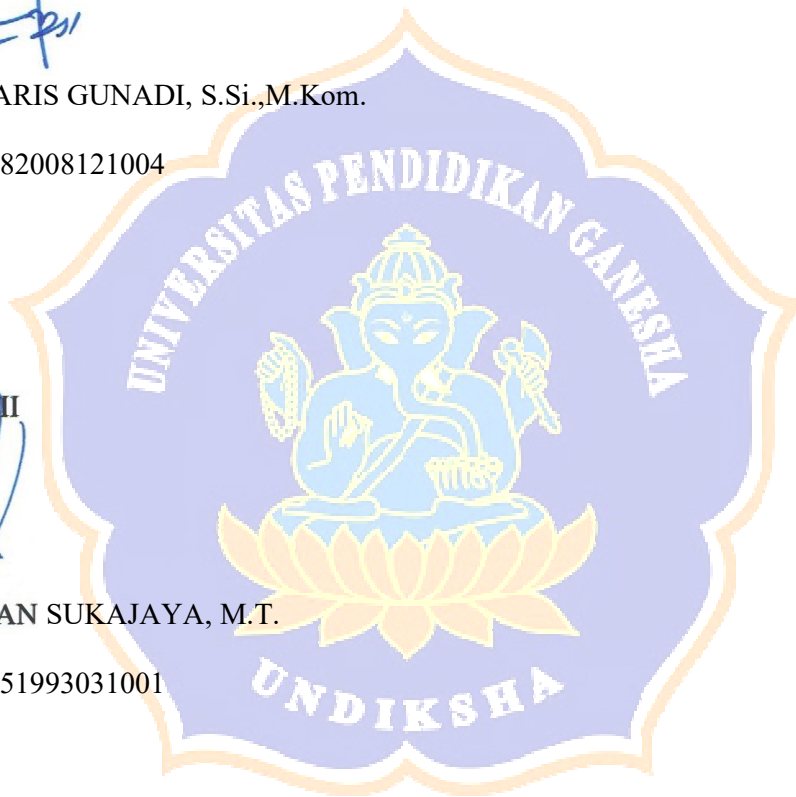 ARIS GUNADI, S.Si.,M.Kom.
82008121004
UNIVERSITAS PENDIDIKAN GANESHA
II
AN SUKAJAYA, M.T.
51993031001
UNDIKSHA